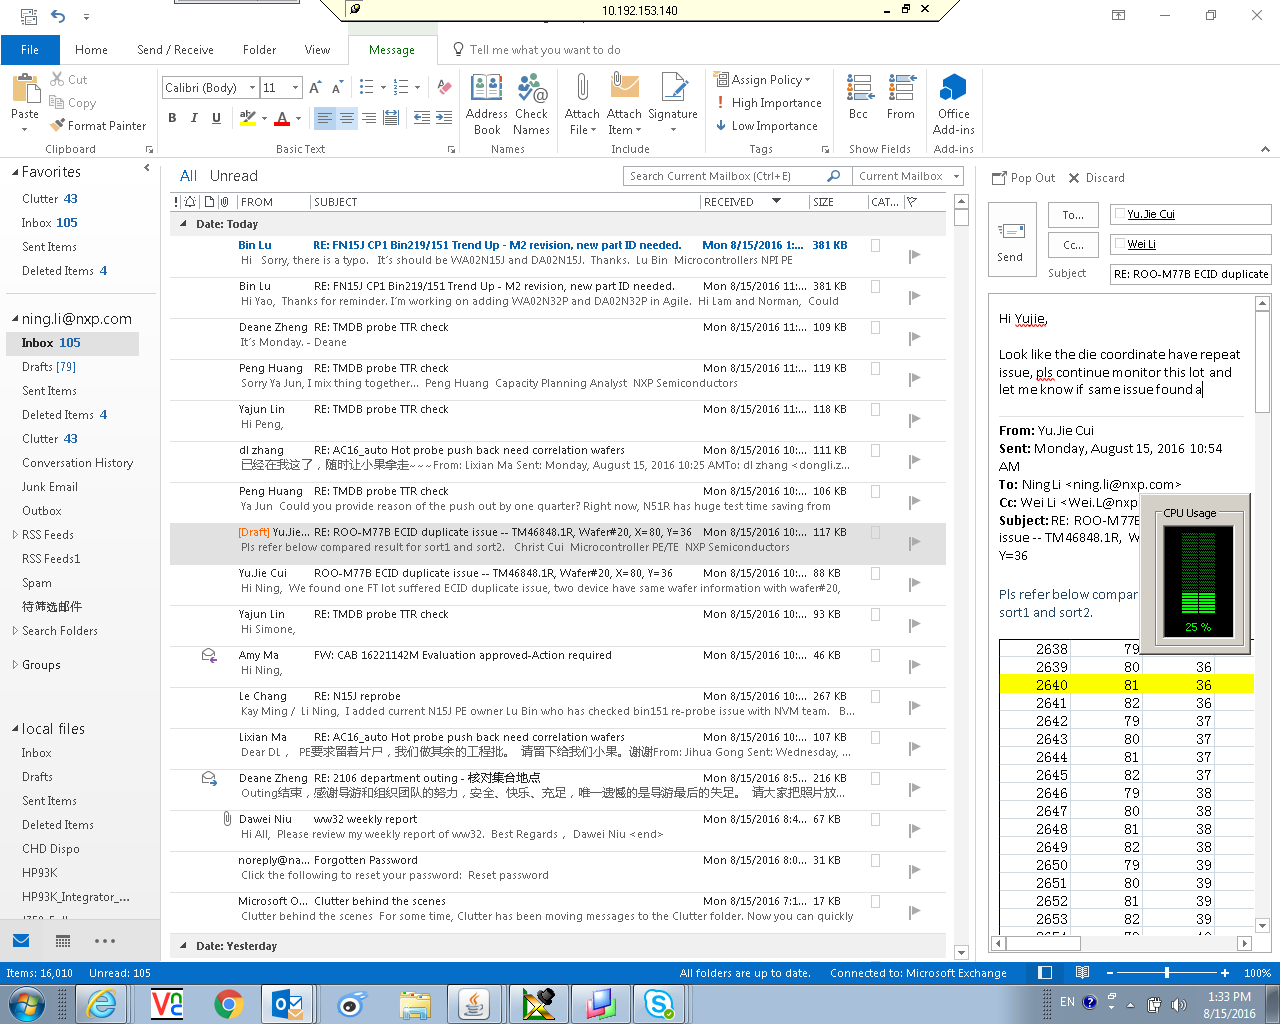 10.192.153.140
File Home Send / Receive Folder View Message Tell me what you want to do
Paste
Cut
Copy
Format Painter
Clipboard
Calibri (Body) 11
B I U
Basic Text
Address Book
Check Names
Names
Attach File
Attach Item
Signature
Include
Assign Policy
High Importance
Low Importance
Tags
Bcc
From
Show Fields
Office Add-ins
Add-ins
Favorites
Clutter 43
Inbox 105
Sent Items
Deleted Items 4
ning.li@nxp.com
Inbox 105
Drafts [79]
Sent Items
Deleted Items 4
Clutter 43
Conversation History
Junk Email
Outbox
RSS Feeds
RSS Feeds1
Spam
待筛选邮件
Search Folders
Groups
local files
Inbox
Drafts
Sent Items
Deleted Items
CHD Dispo
HP93K
HP93K_Integrator_...
All Unread
Search Current Mailbox (Ctrl+E) Current Mailbox
FROM SUBJECT RECEIVED SIZE CAT...
Date: Today
Bin Lu RE: FN15J CP1 Bin219/151 Trend Up - M2 revision, new part ID needed. Mon 8/15/2016 1:... 381 KB
Hi Sorry, there is a typo. It's should be WA02N15J and DA02N15J. Thanks. Lu Bin Microcontrollers NPI PE
Bin Lu RE: FN15J CP1 Bin219/151 Trend Up - M2 revision, new part ID needed. Mon 8/15/2016 11:... 381 KB
Hi Yao, Thanks for reminder. I'm working on adding WA02N32P and DA02N32P in Agile. Hi Lam and Norman, Could
Deane Zheng RE: TMDB probe TTR check Mon 8/15/2016 11:... 109 KB
It's Monday. - Deane
Peng Huang RE: TMDB probe TTR check Mon 8/15/2016 11:... 119 KB
Sorry Ya Jun, I mix thing together... Peng Huang Capacity Planning Analyst NXP Semiconductors
Yajun Lin RE: TMDB probe TTR check Mon 8/15/2016 11:... 118 KB
Hi Peng,
dl zhang RE: AC16_auto Hot probe push back need correlation wafers Mon 8/15/2016 10:... 111 KB
已经在我这了，随时让小果拿走~~~From: Lixian Ma Sent: Monday, August 15, 2016 10:25 AMTo: dl zhang <dongli.z...
Peng Huang RE: TMDB probe TTR check Mon 8/15/2016 10:... 106 KB
Ya Jun Could you provide reason of the push out by one quarter? Right now, N51R has huge test time saving from
[Draft] Yu.Jie... RE: ROO-M77B ECID duplicate issue -- TM46848.1R, Wafer#20, X=80, Y=36 Mon 8/15/2016 10:... 117 KB
Pls refer below compared result for sort1 and sort2. Christ Cui Microcontroller PE/TE NXP Semiconductors
Yu.Jie Cui ROO-M77B ECID duplicate issue -- TM46848.1R, Wafer#20, X=80, Y=36 Mon 8/15/2016 10:... 88 KB
Hi Ning, We found one FT lot suffered ECID duplicate issue, two device have same wafer information with wafer#20,
Yajun Lin RE: TMDB probe TTR check Mon 8/15/2016 10:... 93 KB
Hi Simone,
Amy Ma FW: CAB 16221142M Evaluation approved-Action required Mon 8/15/2016 10:... 46 KB
Hi Ning,
Le Chang RE: N15J reprobe Mon 8/15/2016 10:... 267 KB
Kay Ming / Li Ning, I added current N15J PE owner Lu Bin who has checked bin151 re-probe issue with NVM team. B...
Lixian Ma RE: AC16_auto Hot probe push back need correlation wafers Mon 8/15/2016 10:... 107 KB
Dear DL， PE要求留着片尸，我们做其余的工程批。 请留下给我们小果。谢谢From: Jihua Gong Sent: Wednesday, ...
Deane Zheng RE: 2106 department outing - 核对集合地点 Mon 8/15/2016 8:5... 216 KB
Outing结束，感谢导游和组织团队的努力，安全、快乐、充足，唯一遗憾的是导游最后的失足。 请大家把照片放...
Dawei Niu ww32 weekly report Mon 8/15/2016 8:4... 67 KB
Hi All, Please review my weekly report of ww32. Best Regards， Dawei Niu <end>
noreply@na... Forgotten Password Mon 8/15/2016 8:0... 31 KB
Click the following to reset your password: Reset password
Microsoft O... Clutter behind the scenes Mon 8/15/2016 7:1... 17 KB
Clutter behind the scenes For some time, Clutter has been moving messages to the Clutter folder. Now you can quickly
Date: Yesterday
Pop Out Discard
Send
To... Yu.Jie Cui
Cc... Wei Li
Subject RE: ROO-M77B ECID duplicate
Hi Yujie,
Look like the die coordinate have repeat
issue, pls continue monitor this lot and
let me know if same issue found a
From: Yu.Jie Cui
Sent: Monday, August 15, 2016 10:54
AM
To: Ning Li <ning.li@nxp.com>
Cc: Wei Li <Wei.L@nxp
Subject: RE: ROO-M77B
issue -- TM46848.1R, W
Y=36
Pls refer below compar
sort1 and sort2.
CPU Usage
25 %
2638 79
2639 80 36
2640 81 36
2641 82 36
2642 79 37
2643 80 37
2644 81 37
2645 82 37
2646 79 38
2647 80 38
2648 81 38
2649 82 38
2650 79 39
2651 80 39
2652 81 39
2653 82 39
Items: 16,010 Unread: 105 All folders are up to date. Connected to: Microsoft Exchange 100%
EN 1:33 PM
8/15/2016